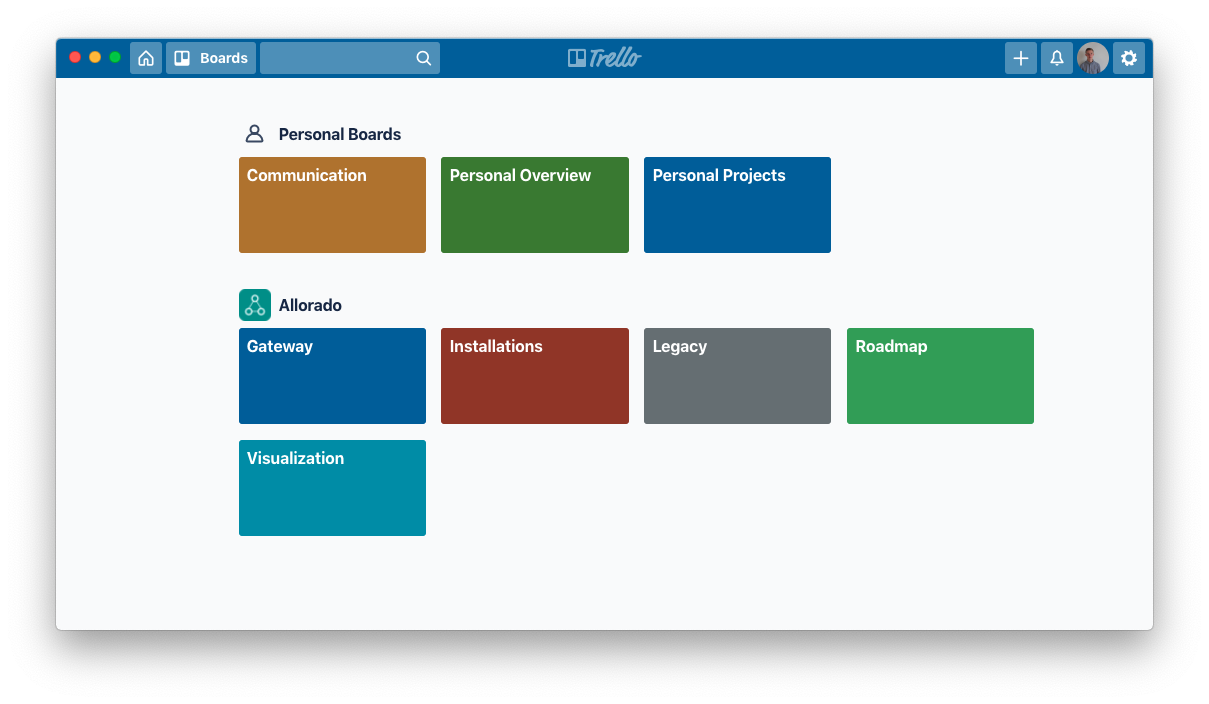 Boards
Trello
Personal Boards
Communication
Personal Overview
Personal Projects
Allorado
Gateway
Installations
Legacy
Roadmap
Visualization